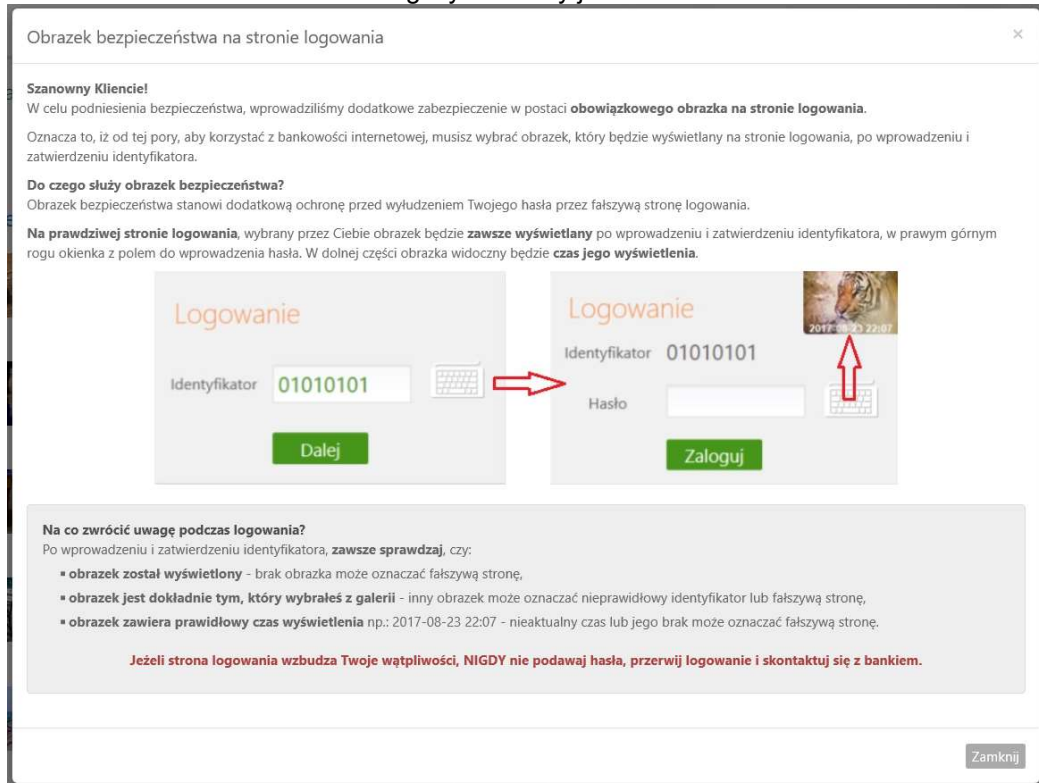 Obrazek bezpieczeństwa na stronie logowania ×
Szanowny Kliencie!
W celu podniesienia bezpieczeństwa, wprowadziliśmy dodatkowe zabezpieczenie w postaci obowiązkowego obrazka na stronie logowania.
Oznacza to, iż od tej pory, aby korzystać z bankowości internetowej, musisz wybrać obrazek, który będzie wyświetlany na stronie logowania, po wprowadzeniu i
zatwierdzeniu identyfikatora.
Do czego służy obrazek bezpieczeństwa?
Obrazek bezpieczeństwa stanowi dodatkową ochronę przed wyłudzeniem Twojego hasła przez fałszywą stronę logowania.
Na prawdziwej stronie logowania, wybrany przez Ciebie obrazek będzie zawsze wyświetlany po wprowadzeniu i zatwierdzeniu identyfikatora, w prawym górnym
rogu okienka z polem do wprowadzenia hasła. W dolnej części obrazka widoczny będzie czas jego wyświetlenia.
Logowanie
Identyfikator 01010101
Dalej
Logowanie
2017-08-23 22:07
Identyfikator 01010101
Hasło
Zaloguj
Na co zwrócić uwagę podczas logowania?
Po wprowadzeniu i zatwierdzeniu identyfikatora, zawsze sprawdzaj, czy:
▪ obrazek został wyświetlony - brak obrazka może oznaczać fałszywą stronę,
▪ obrazek jest dokładnie tym, który wybrałeś z galerii - inny obrazek może oznaczać nieprawidłowy identyfikator lub fałszywą stronę,
▪ obrazek zawiera prawidłowy czas wyświetlenia np.: 2017-08-23 22:07 - nieaktualny czas lub jego brak może oznaczać fałszywą stronę.
Jeżeli strona logowania wzbudza Twoje wątpliwości, NIGDY nie podawaj hasła, przerwij logowanie i skontaktuj się z bankiem.
Zamknij